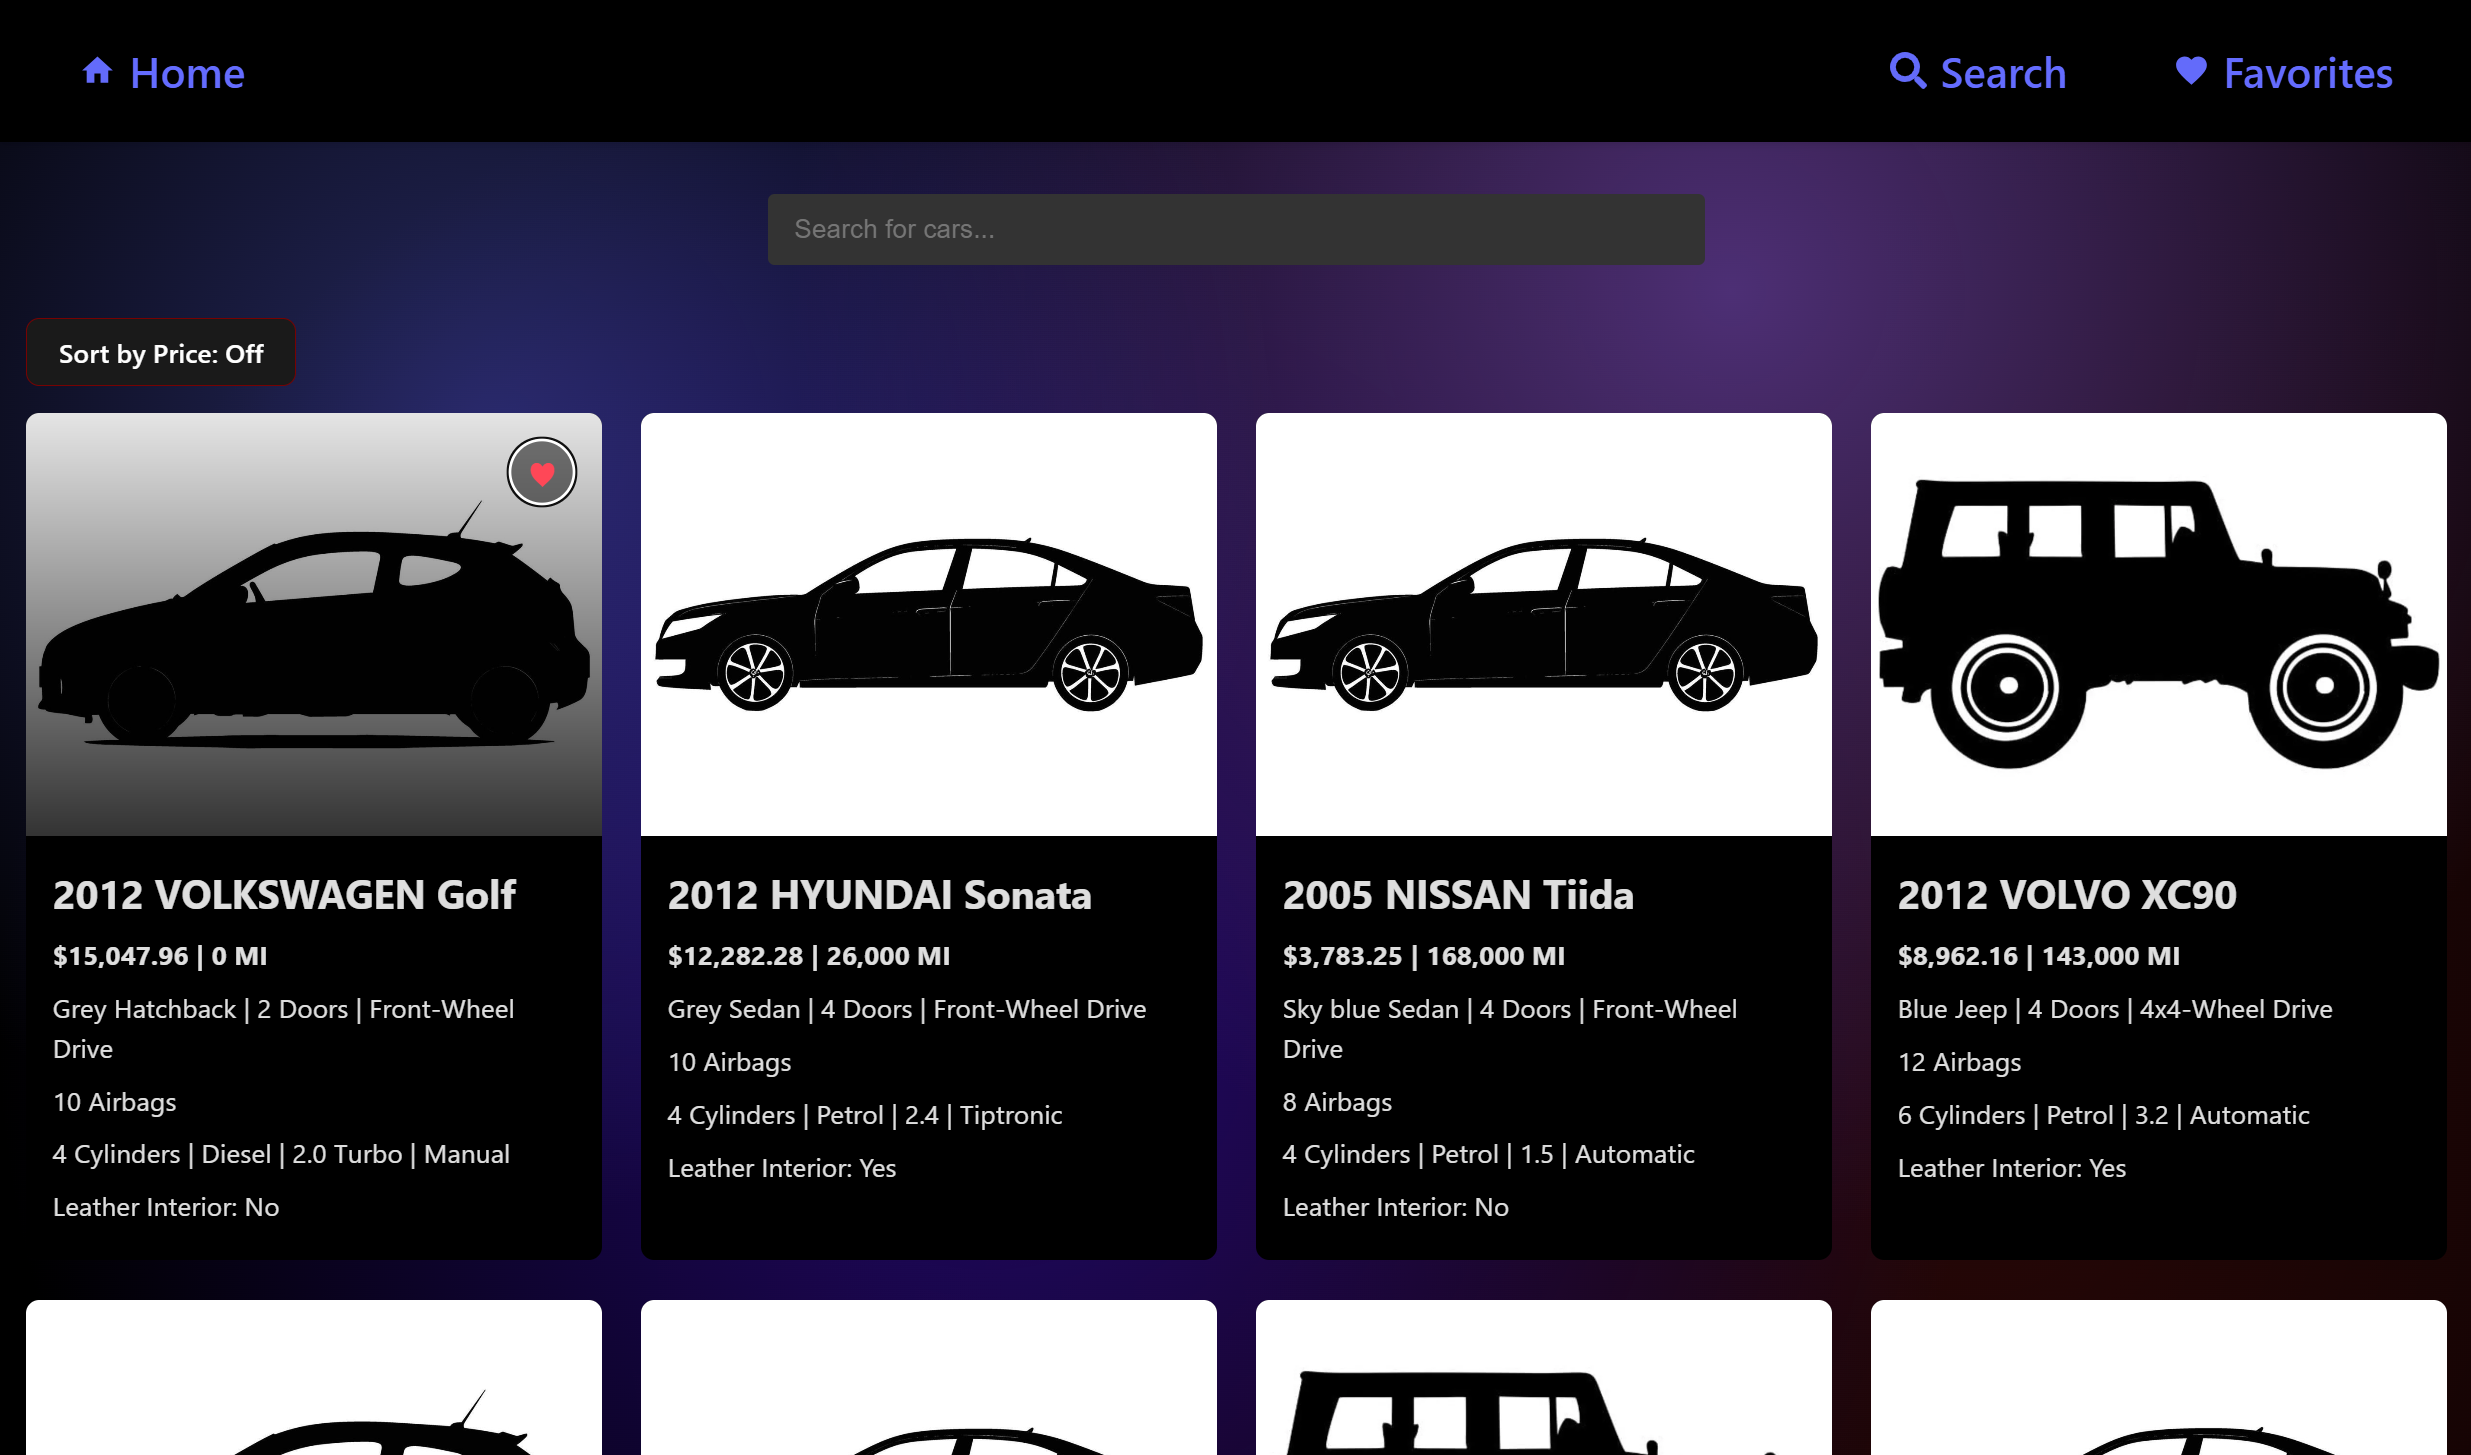 Home
Search
Favorites
Search for cars...
Sort by Price: Off
2012 VOLKSWAGEN Golf
$15,047.96 | 0 MI
Grey Hatchback | 2 Doors | Front-Wheel
Drive
10 Airbags
4 Cylinders | Diesel | 2.0 Turbo | Manual
Leather Interior: No
2012 HYUNDAI Sonata
$12,282.28 | 26,000 MI
Grey Sedan | 4 Doors | Front-Wheel Drive
10 Airbags
4 Cylinders | Petrol | 2.4 | Tiptronic
Leather Interior: Yes
2005 NISSAN Tiida
$3,783.25 | 168,000 MI
Sky blue Sedan | 4 Doors | Front-Wheel
Drive
8 Airbags
4 Cylinders | Petrol | 1.5 | Automatic
Leather Interior: No
2012 VOLVO XC90
$8,962.16 | 143,000 MI
Blue Jeep | 4 Doors | 4x4-Wheel Drive
12 Airbags
6 Cylinders | Petrol | 3.2 | Automatic
Leather Interior: Yes